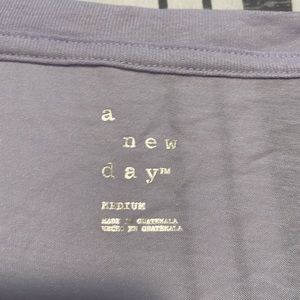 a
new
day™
MEDIUM
MADE IN GUATEMALA
HECHO EN GUATEMALA